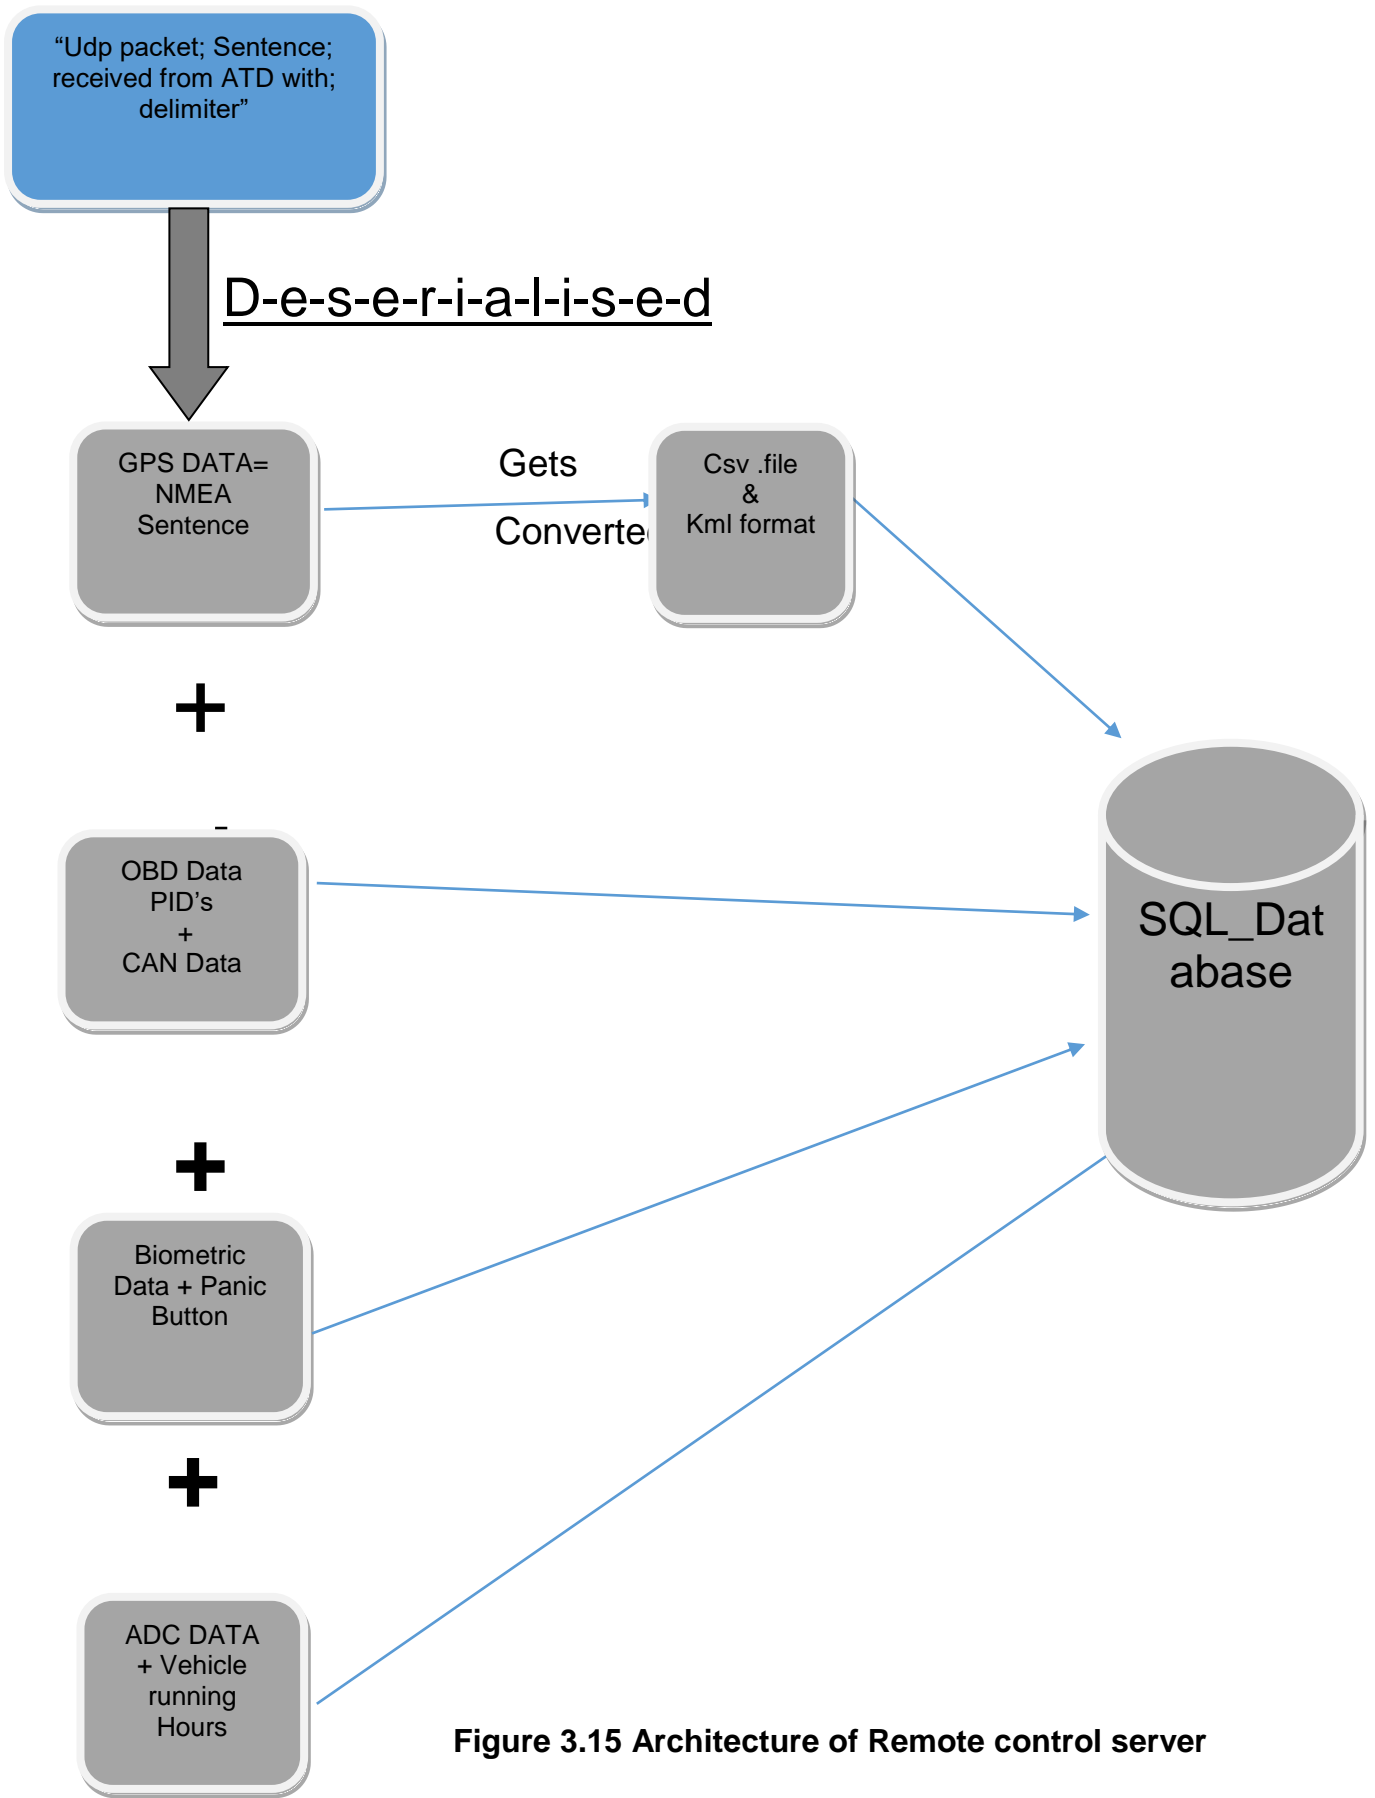 “Udp packet; Sentence;
received from ATD with;
delimiter”
D-e-s-e-r-i-a-l-i-s-e-d
GPS DATA=
NMEA
Sentence
Gets
Converte
Csv .file
&
Kml format
+
OBD Data
PID’s
+
CAN Data
SQL_Dat
abase
+
Biometric
Data + Panic
Button
+
ADC DATA
+ Vehicle
running
Hours
Figure 3.15 Architecture of Remote control server